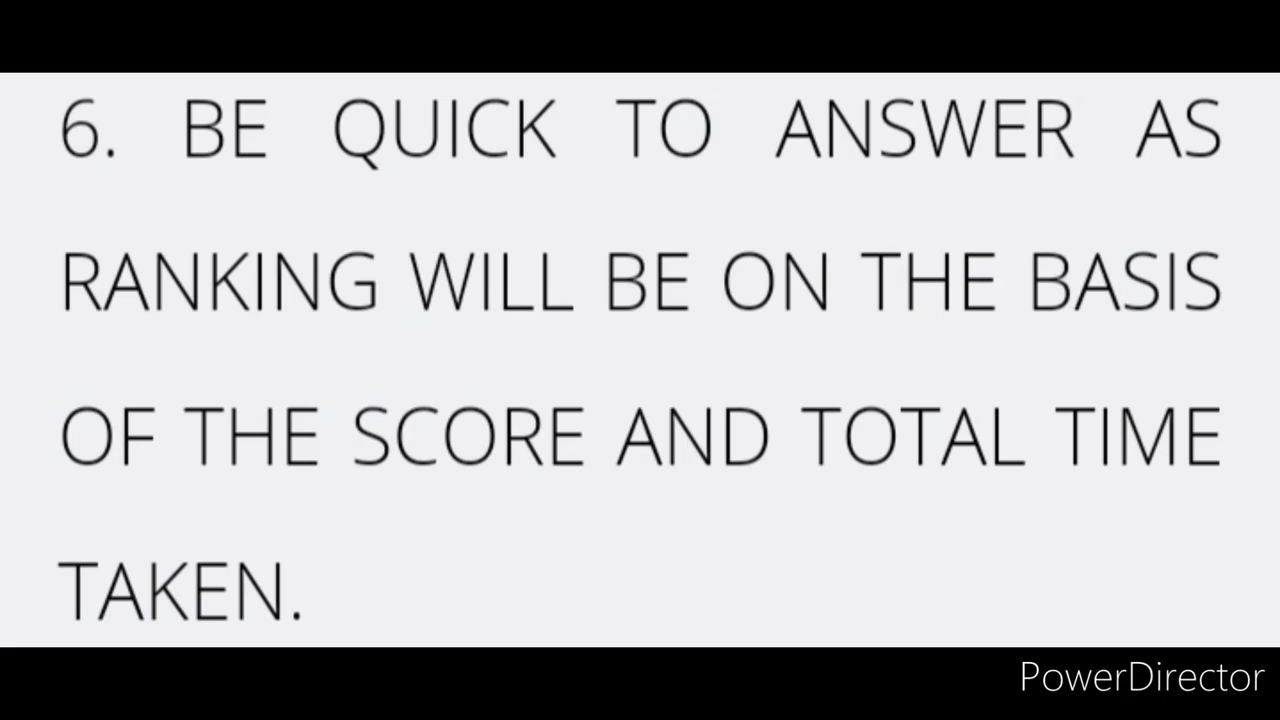 6. BE QUICK TO ANSWER AS
RANKING WILL BE ON THE BASIS
OF THE SCORE AND TOTAL TIME
TAKEN.
PowerDirector